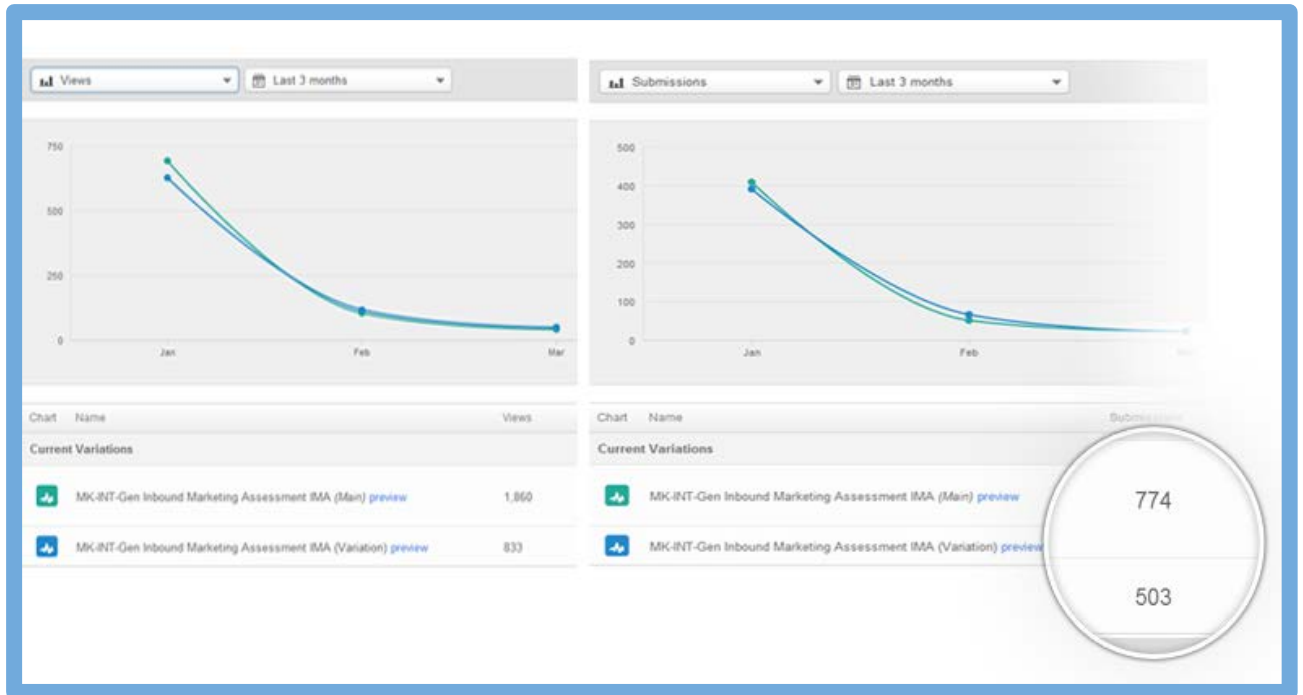 Views
Last 3 months
750
500
250
0
Jan
Feb
Mar
Chart Name Views
Current Variations
MK-INT-Gen Inbound Marketing Assessment IMA (Main) preview 1,860
MK-INT-Gen Inbound Marketing Assessment IMA (Variation) preview 833
Submissions
Last 3 months
500
400
300
200
100
0
Jan
Feb
Chart Name Submissions
Current Variations
MK-INT-Gen Inbound Marketing Assessment IMA (Main) preview 774
MK-INT-Gen Inbound Marketing Assessment IMA (Variation) preview 503